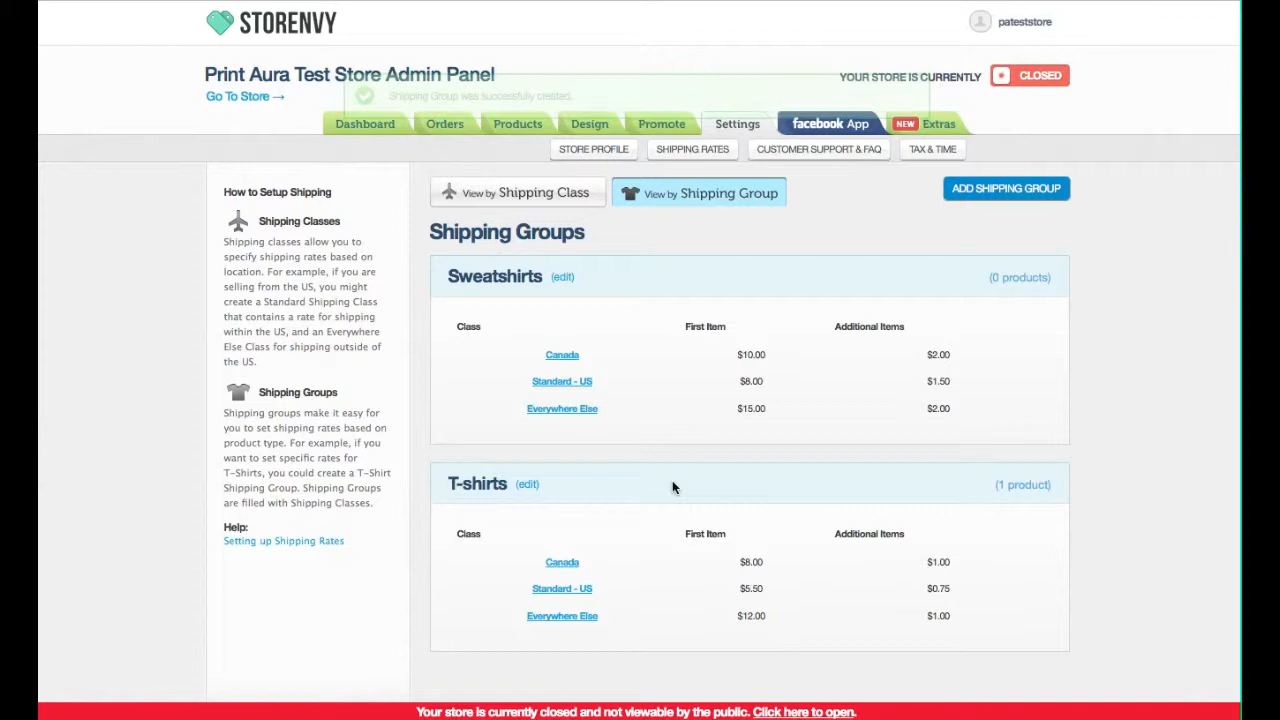 STORENVY
pateststore
Print Aura Test Store Admin Panel
Go To Store →
YOUR STORE IS CURRENTLY
CLOSED
Shipping Group was successfully created.
Dashboard
Orders
Products
Design
Promote
Settings
facebook App
NEW Extras
STORE PROFILE
SHIPPING RATES
CUSTOMER SUPPORT & FAQ
TAX & TIME
How to Setup Shipping
Shipping Classes
Shipping classes allow you to
specify shipping rates based on
location. For example, if you are
selling from the US, you might
create a Standard Shipping Class
that contains a rate for shipping
within the US, and an Everywhere
Else Class for shipping outside of
the US.
Shipping Groups
Shipping groups make it easy for
you to set shipping rates based on
product type. For example, if you
want to set specific rates for
T-Shirts, you could create a T-Shirt
Shipping Group. Shipping Groups
are filled with Shipping Classes.
Help:
Setting up Shipping Rates
View by Shipping Class
View by Shipping Group
ADD SHIPPING GROUP
Shipping Groups
Sweatshirts (edit) (0 products)
Class First Item Additional Items
Canada $10.00 $2.00
Standard - US $8.00 $1.50
Everywhere Else $15.00 $2.00
T-shirts (edit) (1 product)
Class First Item Additional Items
Canada $8.00 $1.00
Standard - US $5.50 $0.75
Everywhere Else $12.00 $1.00
Your store is currently closed and not viewable by the public. Click here to open.